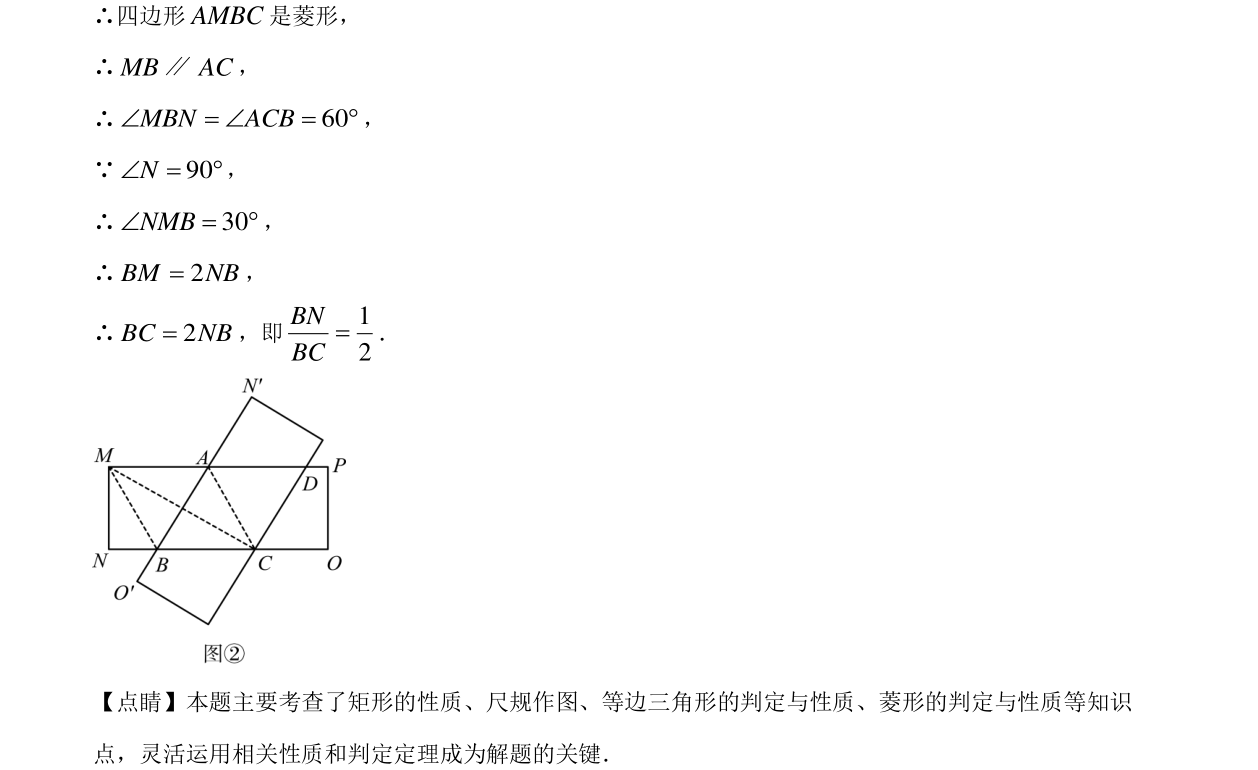 ∴四边形 AMBC 是菱形，
∴ MB ∥ AC，
∴ ∠MBN = ∠ACB = 60°，
∵ ∠N = 90°，
∴ ∠NMB = 30°，
∴ BM = 2NB，
∴ BC = 2NB，即 BN/BC = 1/2 .
N′
M
A
P
D
N
B
C
O
O′
图②
【点睛】本题主要考查了矩形的性质、尺规作图、等边三角形的判定与性质、菱形的判定与性质等知识
点，灵活运用相关性质和判定定理成为解题的关键．